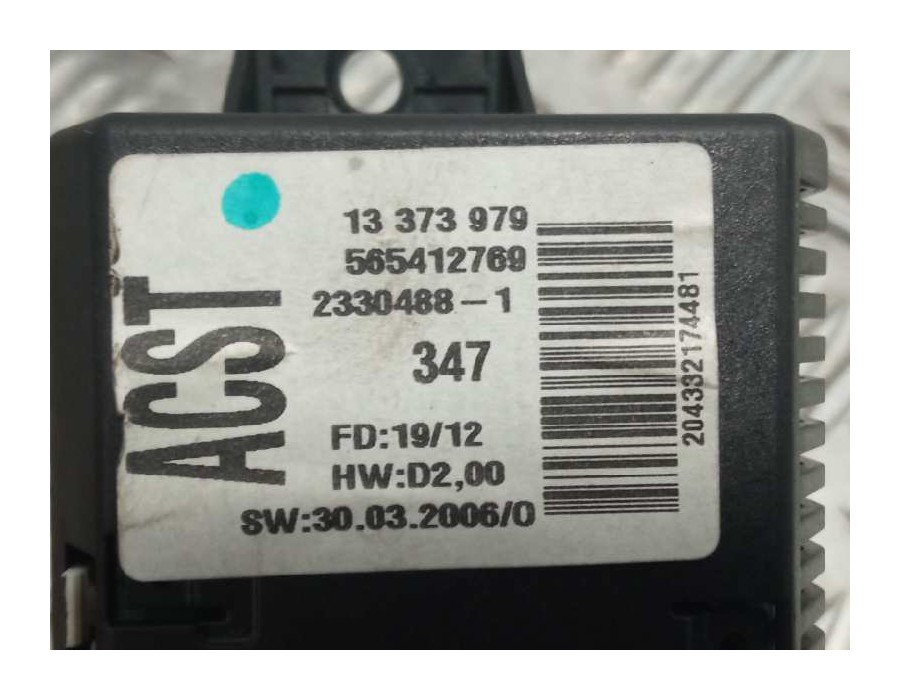 13 373 979
565412769
2330488-1
347
FD:19/12
HW:D2,00
SW:30.03.2006/0
ACST
204332174481